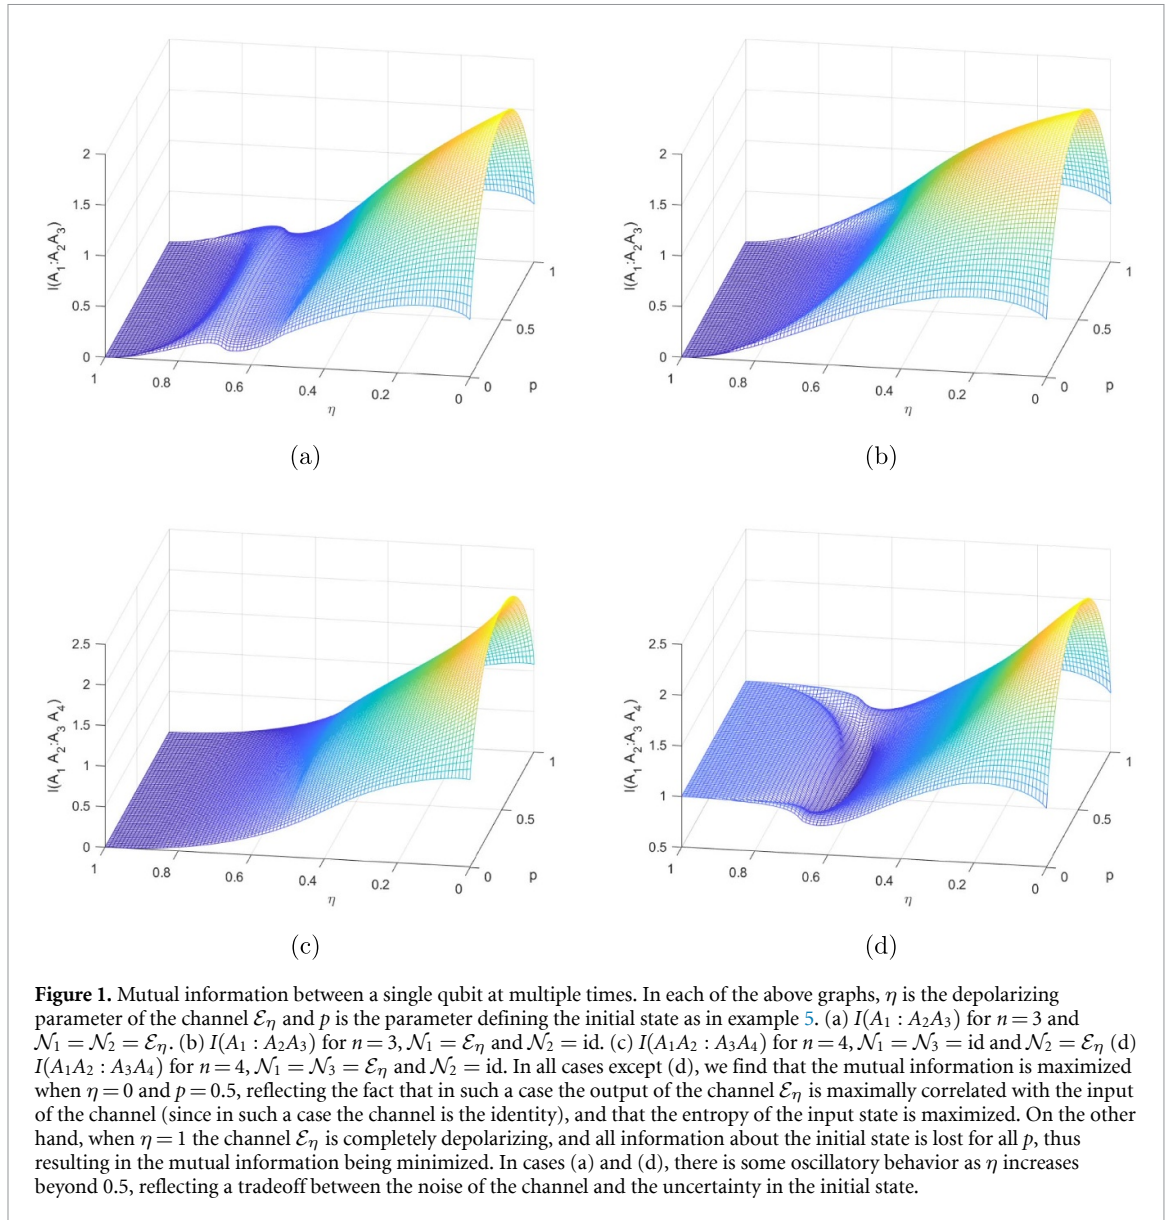 2
1.5
1
0.5
0
I(A₁:A₂A₃)
1
0.8
0.6
0.4
0.2
0
η
0
0.5
1
p
(a)
2
1.5
1
0.5
0
I(A₁:A₂A₃)
1
0.8
0.6
0.4
0.2
0
η
0
0.5
1
p
(b)
2.5
2
1.5
1
0.5
0
I(A₁ A₂:A₃ A₄)
1
0.8
0.6
0.4
0.2
0
η
0
0.5
1
p
(c)
2.5
2
1.5
1
0.5
I(A₁ A₂:A₃ A₄)
1
0.8
0.6
0.4
0.2
0
η
0
0.5
1
p
(d)
Figure 1. Mutual information between a single qubit at multiple times. In each of the above graphs, η is the depolarizing
parameter of the channel ℰη and p is the parameter defining the initial state as in example 5. (a) I(A₁ : A₂A₃) for n = 3 and
𝒩₁ = 𝒩₂ = ℰη. (b) I(A₁ : A₂A₃) for n = 3, 𝒩₁ = ℰη and 𝒩₂ = id. (c) I(A₁A₂ : A₃A₄) for n = 4, 𝒩₁ = 𝒩₃ = id and 𝒩₂ = ℰη (d)
I(A₁A₂ : A₃A₄) for n = 4, 𝒩₁ = 𝒩₃ = ℰη and 𝒩₂ = id. In all cases except (d), we find that the mutual information is maximized
when η = 0 and p = 0.5, reflecting the fact that in such a case the output of the channel ℰη is maximally correlated with the input
of the channel (since in such a case the channel is the identity), and that the entropy of the input state is maximized. On the other
hand, when η = 1 the channel ℰη is completely depolarizing, and all information about the initial state is lost for all p, thus
resulting in the mutual information being minimized. In cases (a) and (d), there is some oscillatory behavior as η increases
beyond 0.5, reflecting a tradeoff between the noise of the channel and the uncertainty in the initial state.